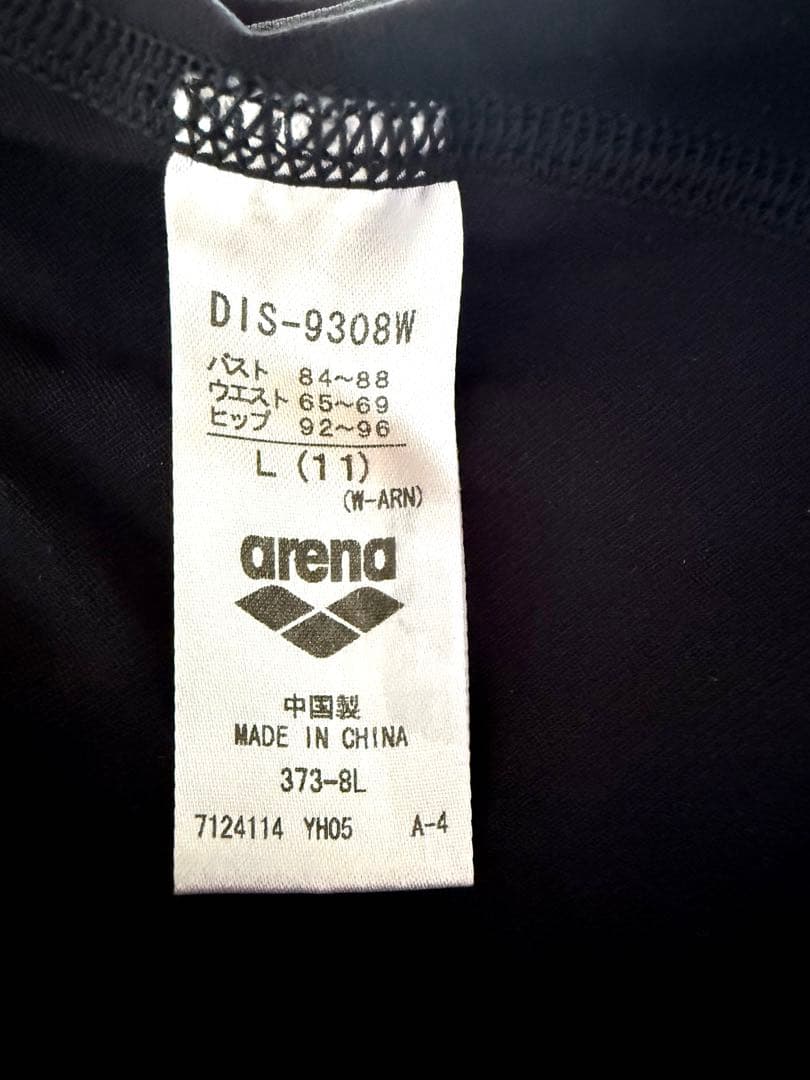 DIS-9308W
バスト 84～88
ウエスト 65～69
ヒップ 92～96
L (11)
(W-ARN)
arena
中国製
MADE IN CHINA
373-8L
7124114 YH05 A-4